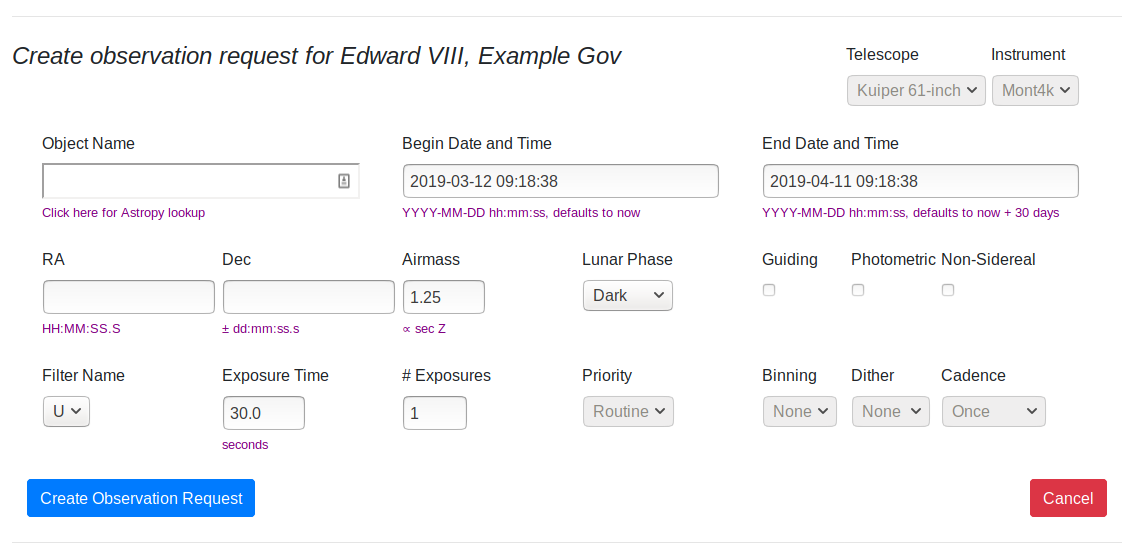 Create observation request for Edward VIII, Example Gov
Telescope Instrument
Kuiper 61-inch Mont4k
Object Name Begin Date and Time End Date and Time
2019-03-12 09:18:38 2019-04-11 09:18:38
Click here for Astropy lookup YYYY-MM-DD hh:mm:ss, defaults to now YYYY-MM-DD hh:mm:ss, defaults to now + 30 days
RA Dec Airmass Lunar Phase Guiding Photometric Non-Sidereal
1.25 Dark
HH:MM:SS.S ± dd:mm:ss.s ∝ sec Z
Filter Name Exposure Time # Exposures Priority Binning Dither Cadence
U 30.0 1 Routine None None Once
seconds
Create Observation Request Cancel